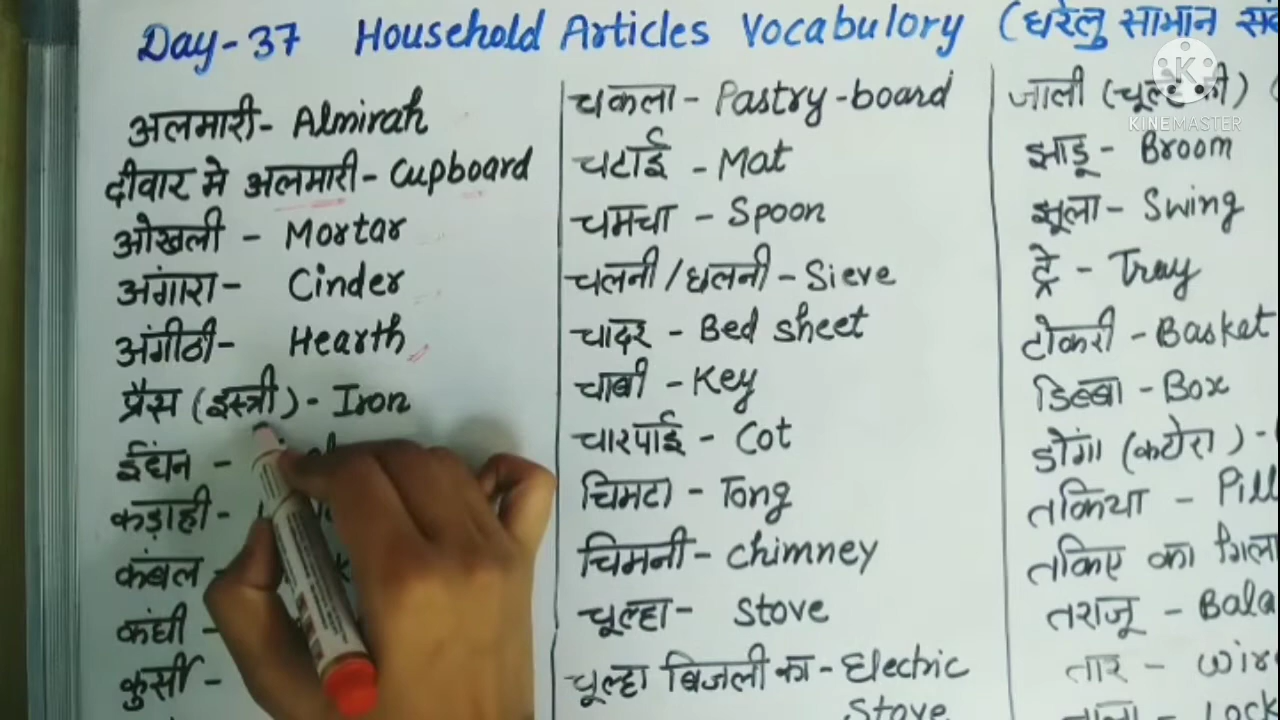 Day-37 Household Articles Vocabulory (घरेलु सामान
अलमारी - Almirah
दीवार मे अलमारी - Cupboard
ओखली - Mortar
अंगारा - Cinder
अंगीठी - Hearth
प्रैस (इस्त्री) - Iron
ईंधन -
कड़ाही -
कंबल -
कंघी -
कुर्सी -
चकला - Pastry-board
चटाई - Mat
चमचा - Spoon
चलनी / छलनी - Sieve
चादर - Bed sheet
चाबी - Key
चारपाई - Cot
चिमटा - Tong
चिमनी - Chimney
चूल्हा - Stove
चूल्हा बिजली का - Electric
Stove
जाली (चूल्हे की)
झाडू - Broom
झूला - Swing
ट्रे - Tray
टोकरी - Basket
डिब्बा - Box
डोंगा (कटोरा) -
तकिया -
तकिए का
तराजू -
तार -
ताला - Lock
K
KINEMASTER